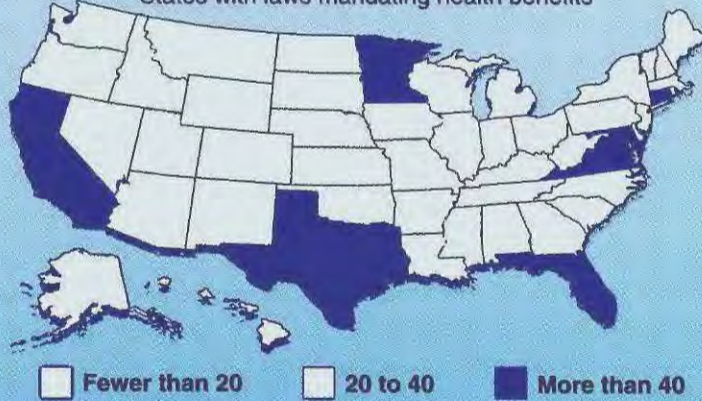 States with laws mandating health benefits
Fewer than 20
20 to 40
More than 40